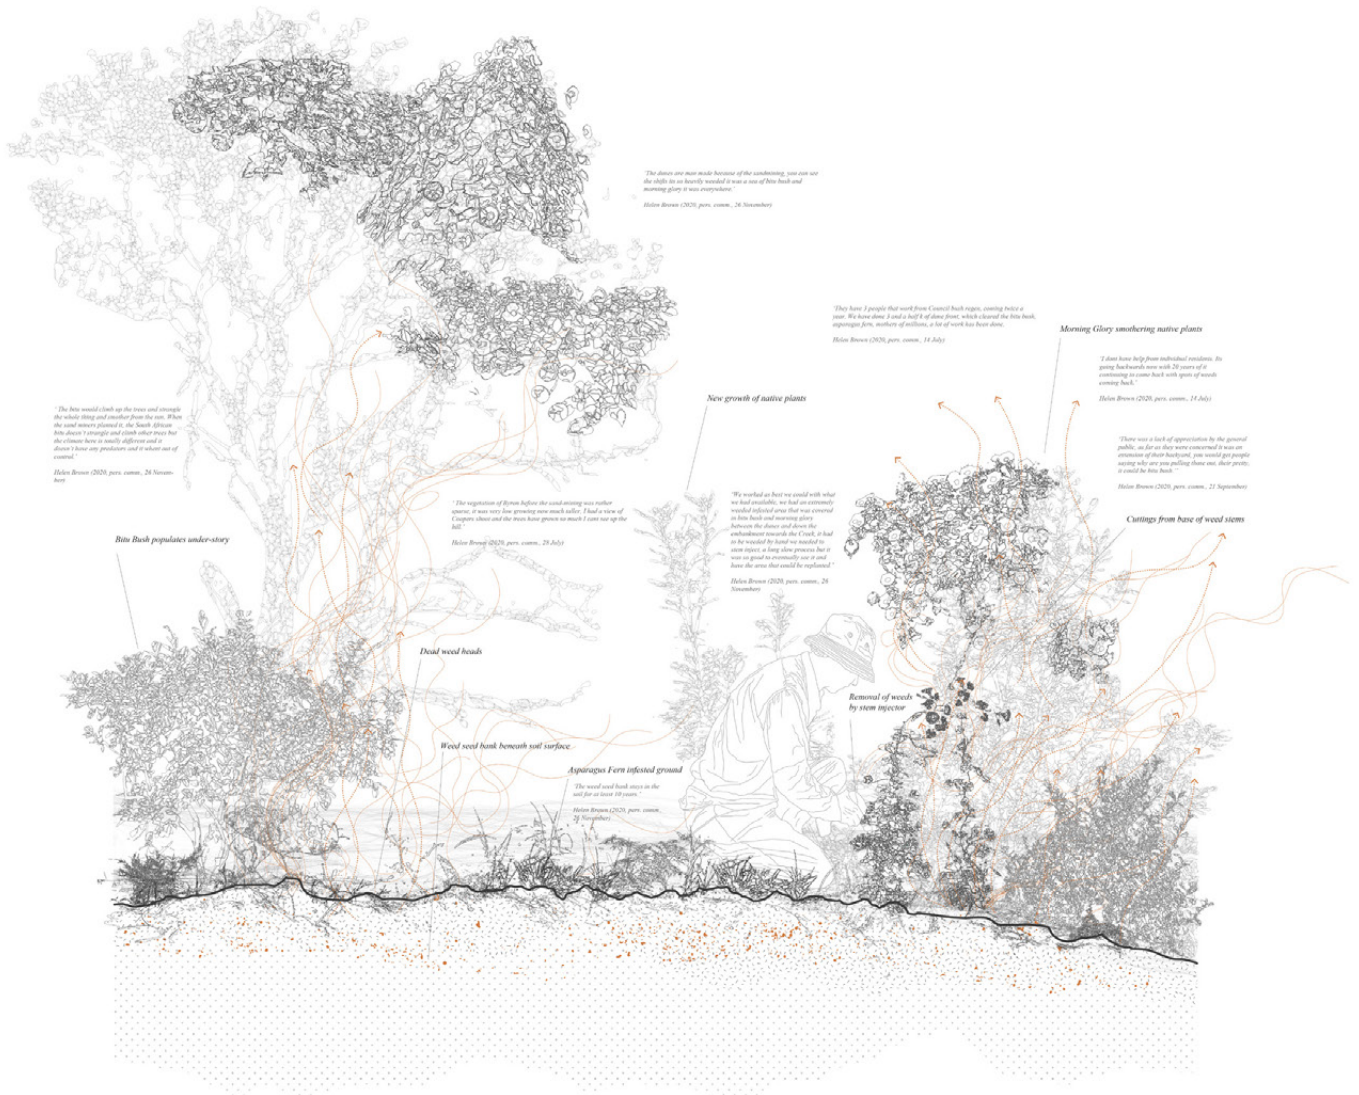 'The dunes are man-made because of the sandmining, you can see
the shifts its so heavily weeded it was a sea of bitu bush and
morning glory it was everywhere.'
Helen Brown (2020, pers. comm., 26 November)
'They have 3 people that work from Council bush regen, coming twice a
year. We have done 3 and a half k of dune front, which cleared the bitu bush,
asparagus fern, mothers of millions, a lot of work has been done.
Helen Brown (2020, pers. comm., 14 July)
Morning Glory smothering native plants
'I dont have help from individual residents. Its
going backwards now with 20 years of it
continuing to come back with spots of weeds
coming back.'
Helen Brown (2020, pers. comm., 14 July)
New growth of native plants
'The bitu would climb up the trees and strangle
the whole thing and smother from the sun. When
the sand miners planted it, the South African
bitu doesn't strangle and climb other trees but
the climate here is totally different and it
doesn't have any predators and it whent out of
control.'
Helen Brown (2020, pers. comm., 26 Novem-
ber)
'There was a lack of appreciation by the general
public, as far as they were concerned it was an
extension of their backyard, you would get people
saying why are you pulling those out, their pretty,
it could be bitu bush.'
Helen Brown (2020, pers. comm., 21 September)
'The vegetation of Byron before the sand-mining was rather
sparse, it was very low growing now much taller. I had a view of
Coopers shoot and the trees have grown so much I cant see up the
hill.'
Helen Brown (2020, pers. comm., 28 July)
'We worked as best we could with what
we had available, we had an extremely
weeded infested area that was covered
in bitu bush and morning glory
between the dunes and down the
embankment towards the Creek, it had
to be weeded by hand we needed to
stem inject, a long slow process but it
was so good to eventually see it and
have the area that could be replanted.'
Helen Brown (2020, pers. comm., 26
November)
Cuttings from base of weed stems
Bitu Bush populates under-story
Dead weed heads
Removal of weeds
by stem injector
Weed seed bank beneath soil surface
Asparagus Fern infested ground
'The weed seed bank stays in the
soil for at least 10 years.'
Helen Brown (2020, pers. comm.,
26 November)